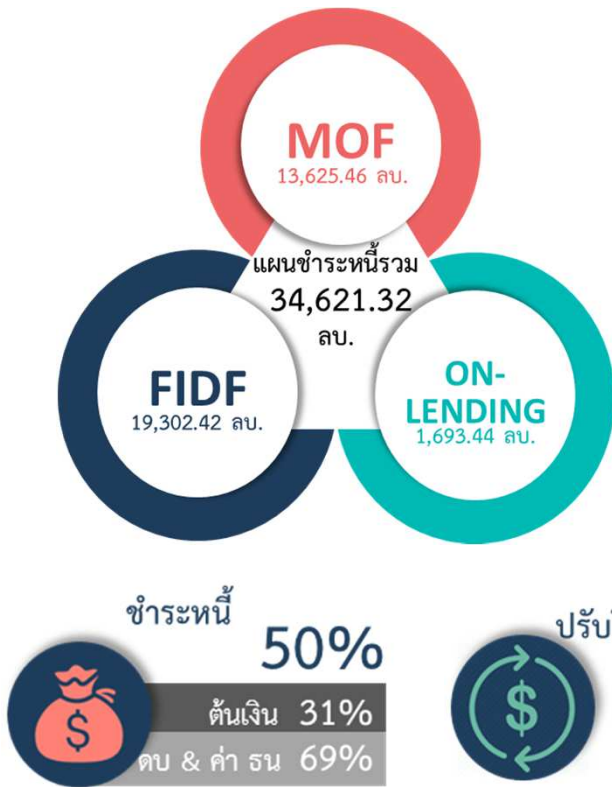 MOF
13,625.46 ลบ.
แผนชำระหนี้รวม
34,621.32
ลบ.
FIDF
19,302.42 ลบ.
ON-
LENDING
1,693.44 ลบ.
ชำระหนี้
50%
ต้นเงิน 31%
ดบ & ค่า ธน 69%
$
$